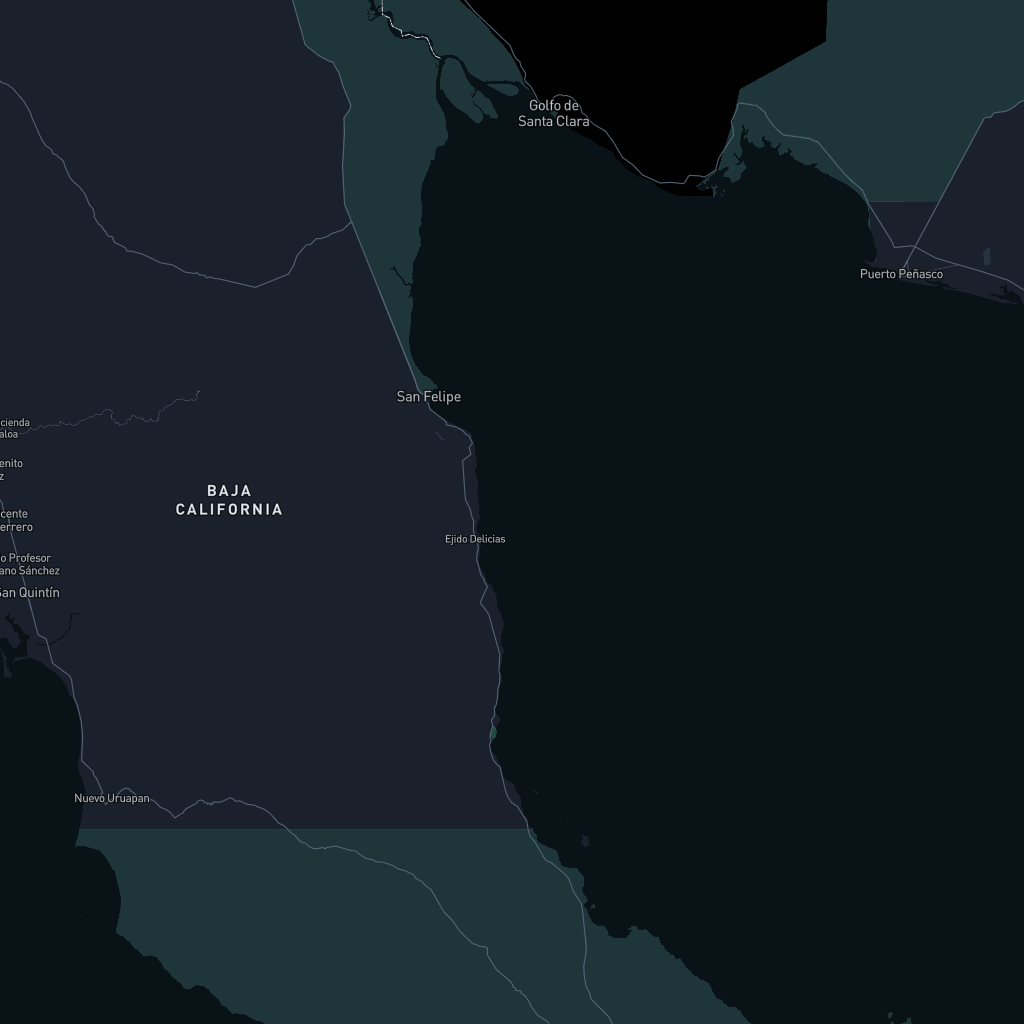 Golfo de
Santa Clara
Puerto Peñasco
San Felipe
cienda
aloa
enito
z
BAJA
CALIFORNIA
cente
errero
Ejido Delicias
o Profesor
ano Sánchez
San Quintín
Nuevo Uruapan